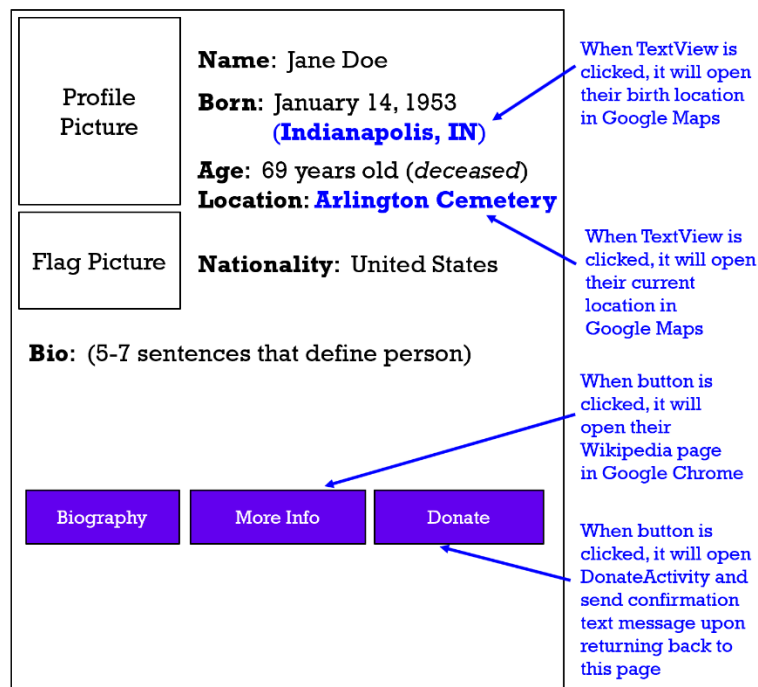 Profile
Picture
Name: Jane Doe
Born: January 14, 1953
(Indianapolis, IN)
Age: 69 years old (deceased)
Location: Arlington Cemetery
Flag Picture
Nationality: United States
Bio: (5-7 sentences that define person)
Biography
More Info
Donate
When TextView is
clicked, it will open
their birth location
in Google Maps
When TextView is
clicked, it will open
their current
location in
Google Maps
When button is
clicked, it will
open their
Wikipedia page
in Google Chrome
When button is
clicked, it will open
DonateActivity and
send confirmation
text message upon
returning back to
this page